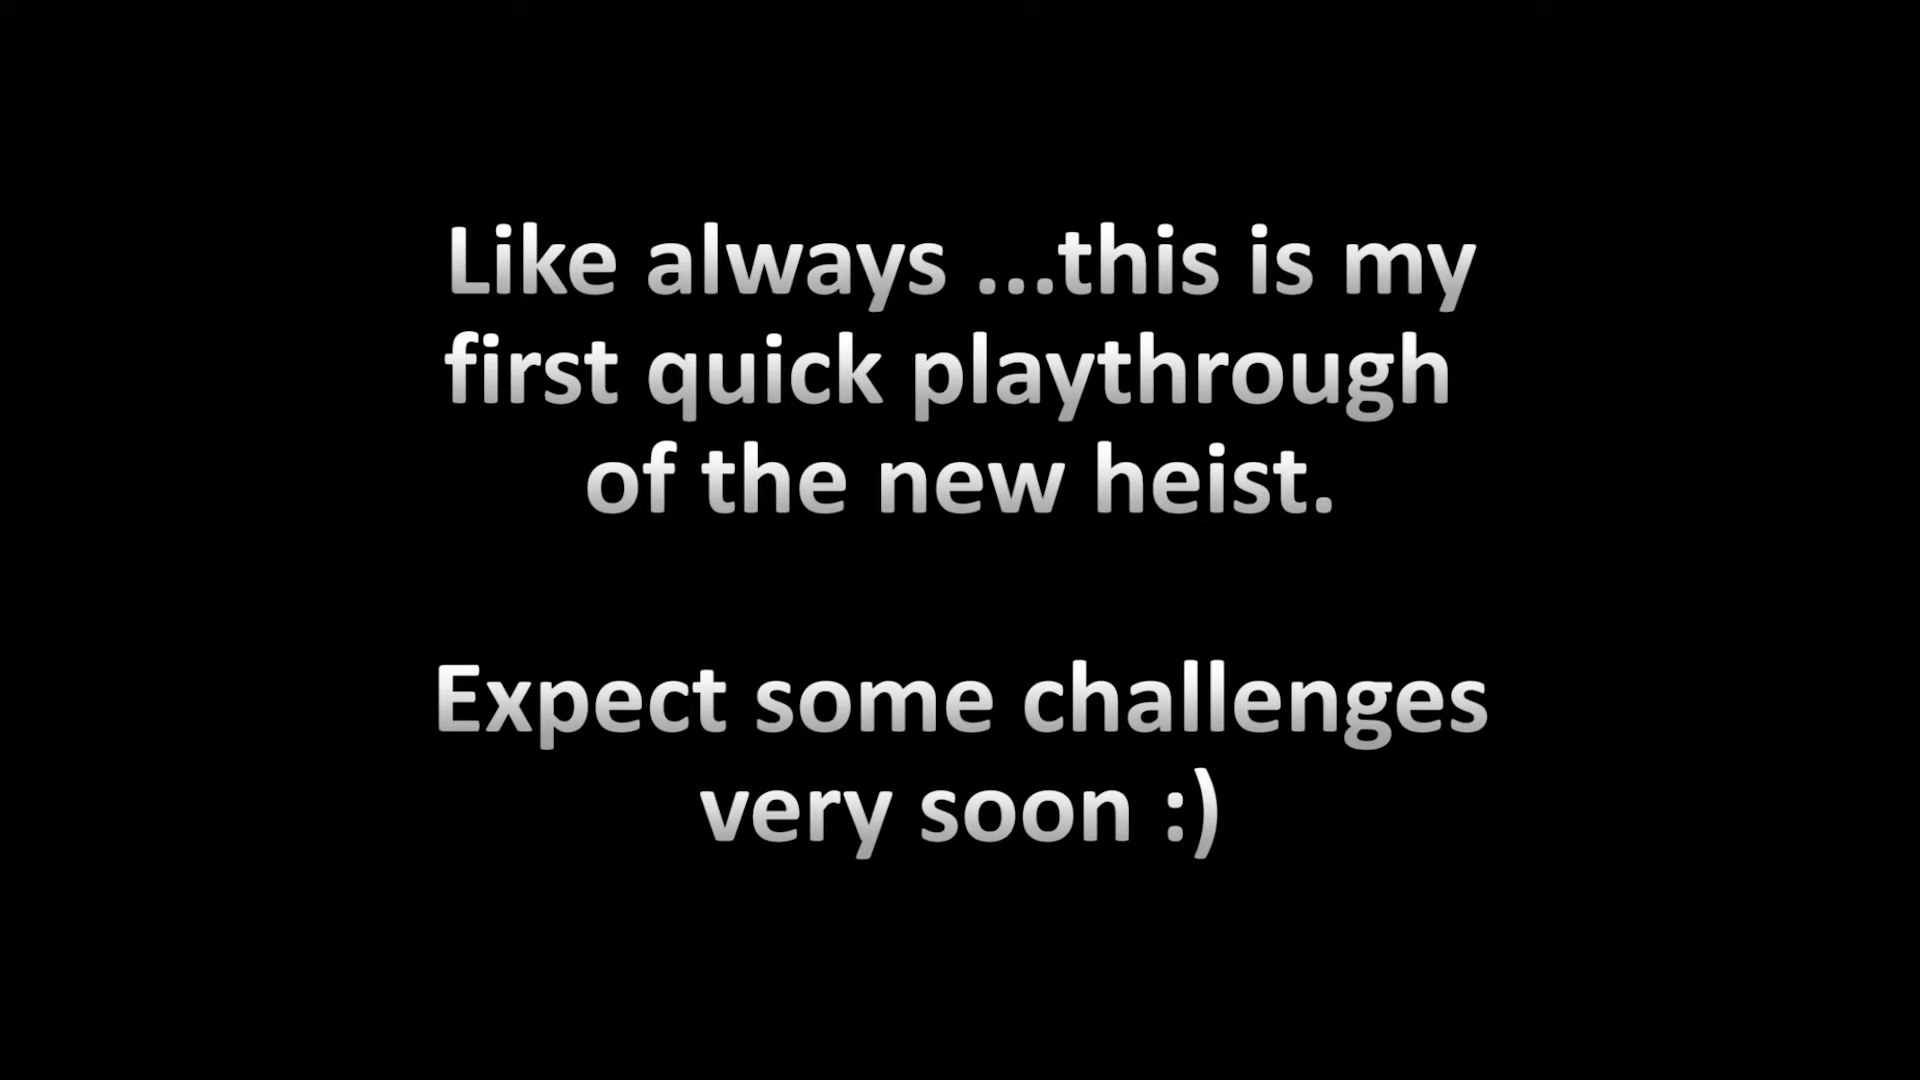 Like always ...this is my
first quick playthrough
of the new heist.
Expect some challenges
very soon :)